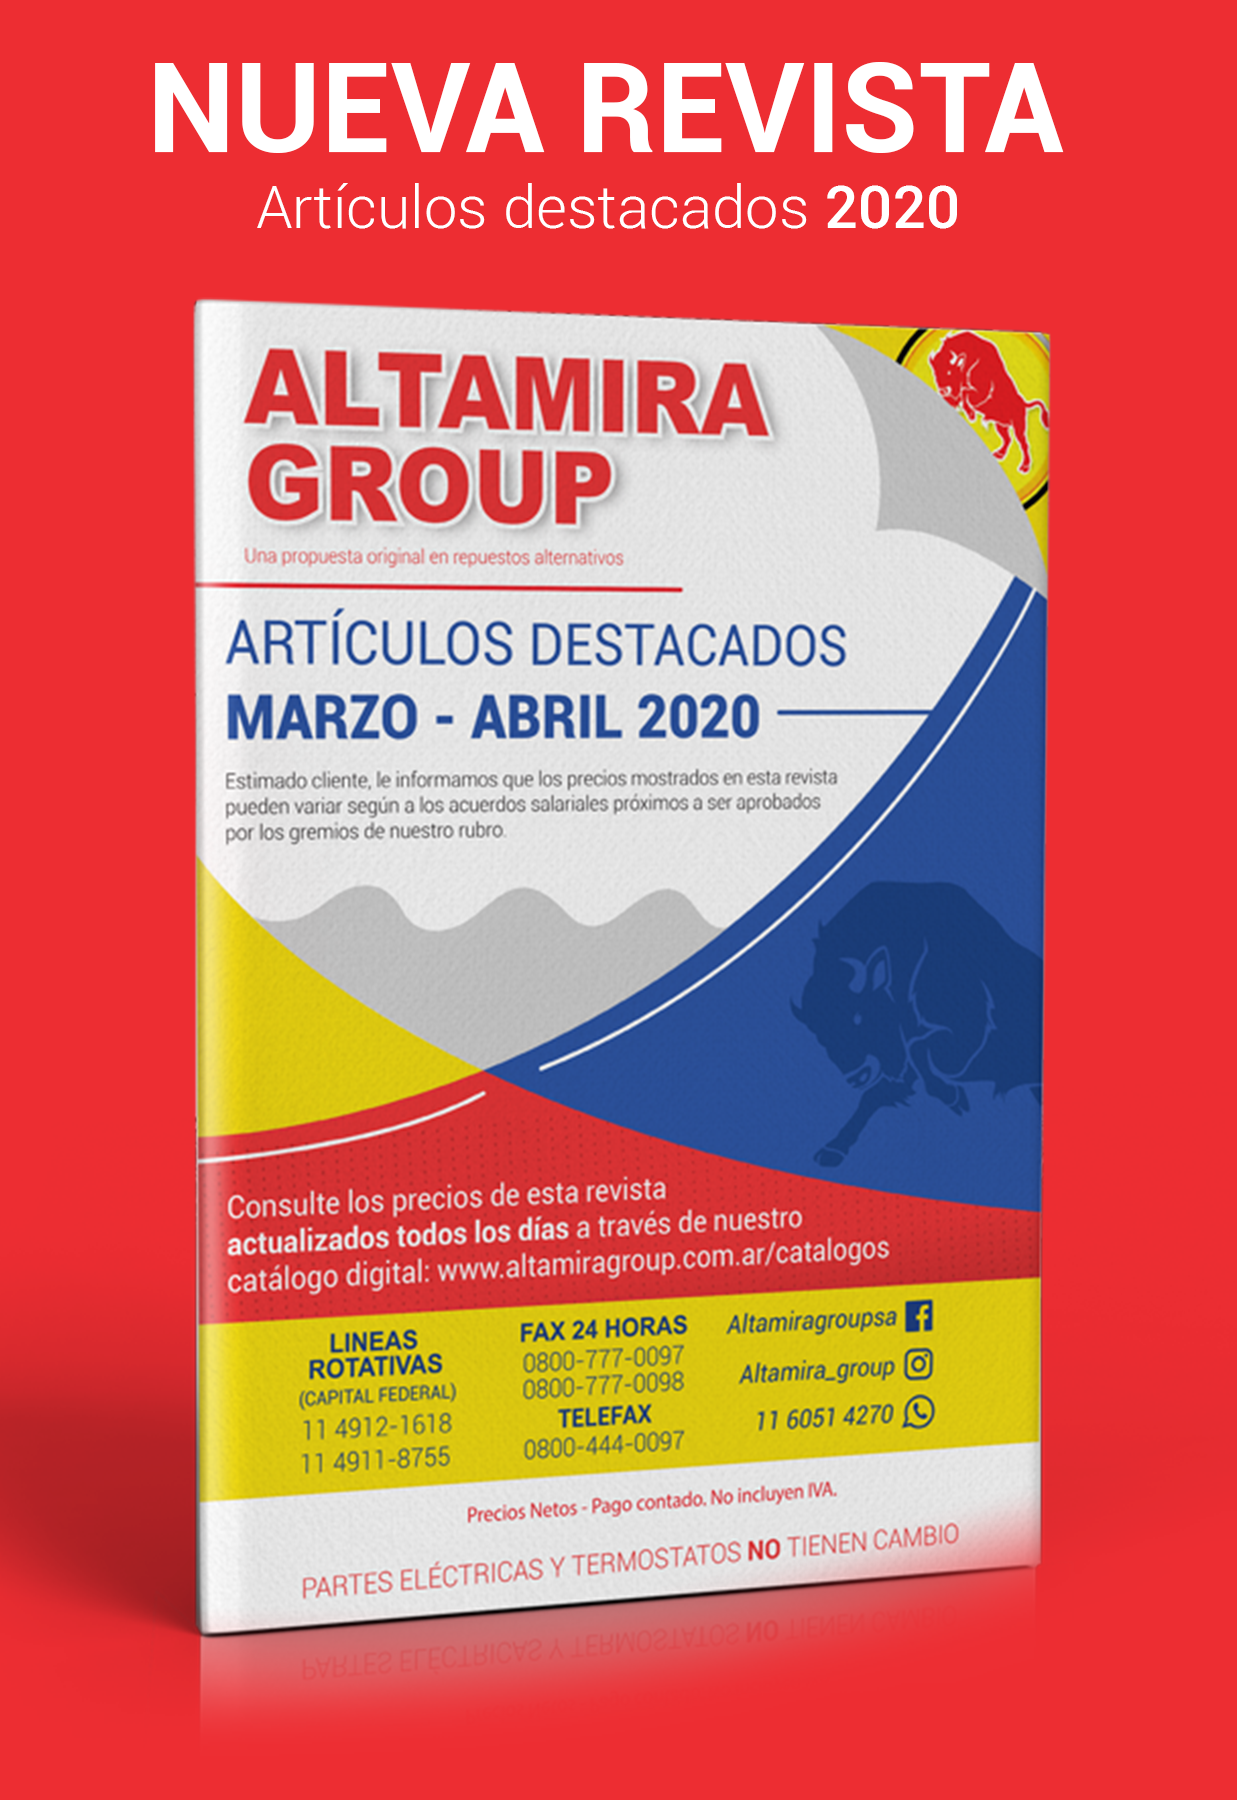 NUEVA REVISTA
Artículos destacados 2020
ALTAMIRA
GROUP
Una propuesta original en repuestos alternativos
ARTÍCULOS DESTACADOS
MARZO - ABRIL 2020
Estimado cliente, le informamos que los precios mostrados en esta revista
pueden variar según a los acuerdos salariales próximos a ser aprobados
por los gremios de nuestro rubro.
Consulte los precios de esta revista
actualizados todos los días a través de nuestro
catálogo digital: www.altamiragroup.com.ar/catalogos
LINEAS
ROTATIVAS
(CAPITAL FEDERAL)
11 4912-1618
11 4911-8755
FAX 24 HORAS
0800-777-0097
0800-777-0098
TELEFAX
0800-444-0097
Altamiragroupsa
Altamira_group
11 6051 4270
Precios Netos - Pago contado. No incluyen IVA.
PARTES ELÉCTRICAS Y TERMOSTATOS NO TIENEN CAMBIO